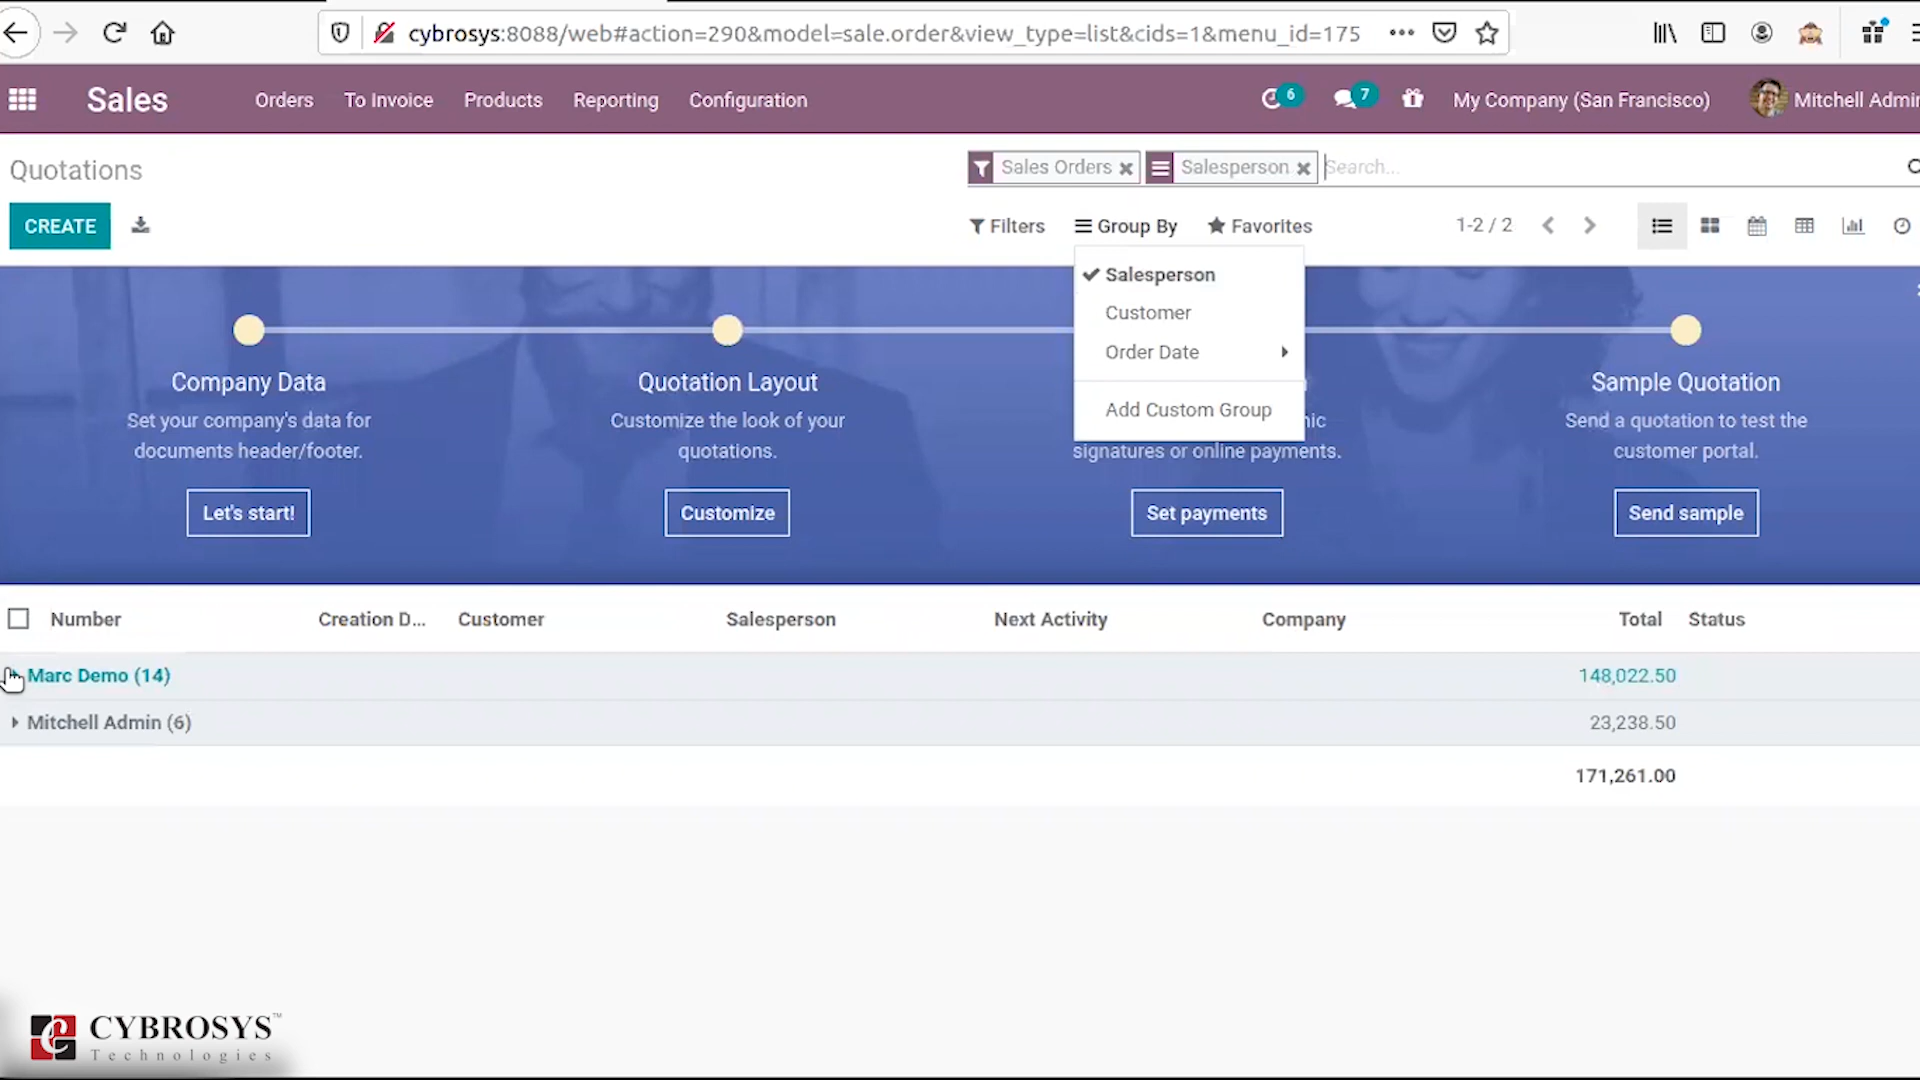 cybrosys:8088/web#action=290&model=sale.order&view_type=list&cids=1&menu_id=175
Sales
Orders
To Invoice
Products
Reporting
Configuration
6
7
My Company (San Francisco)
Mitchell Admin
Quotations
Sales Orders
Salesperson
Search...
CREATE
Filters
Group By
Favorites
1-2 / 2
Salesperson
Customer
Order Date
Add Custom Group
Company Data
Set your company's data for
documents header/footer.
Let's start!
Quotation Layout
Customize the look of your
quotations.
Customize
signatures or online payments.
Set payments
Sample Quotation
Send a quotation to test the
customer portal.
Send sample
Number
Creation D...
Customer
Salesperson
Next Activity
Company
Total
Status
Marc Demo (14)
148,022.50
Mitchell Admin (6)
23,238.50
171,261.00
CYBROSYS™
Technologies